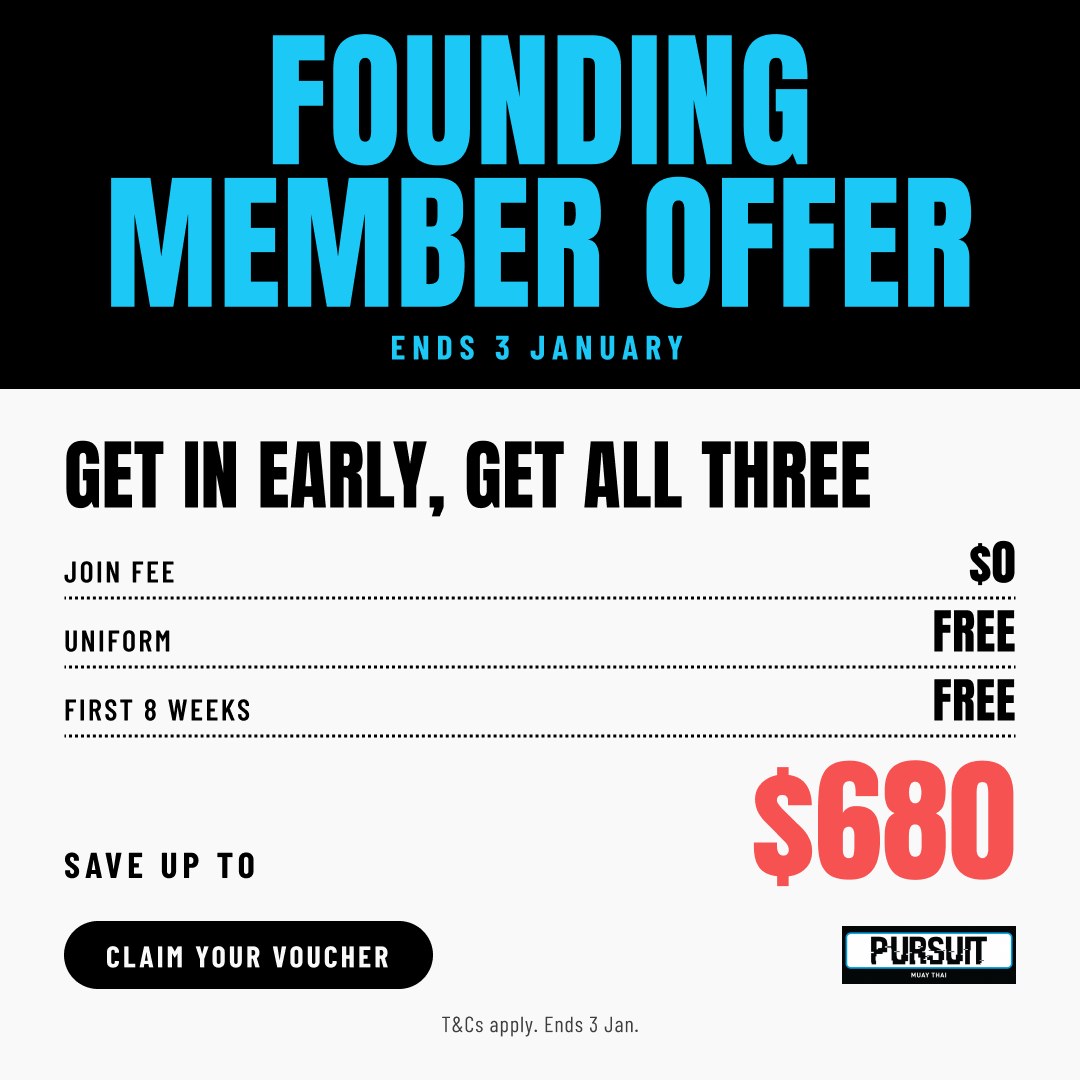 FOUNDING
MEMBER OFFER
ENDS 3 JANUARY
GET IN EARLY, GET ALL THREE
JOIN FEE $0
UNIFORM FREE
FIRST 8 WEEKS FREE
SAVE UP TO $680
CLAIM YOUR VOUCHER
PURSUIT
MUAY THAI
T&Cs apply. Ends 3 Jan.